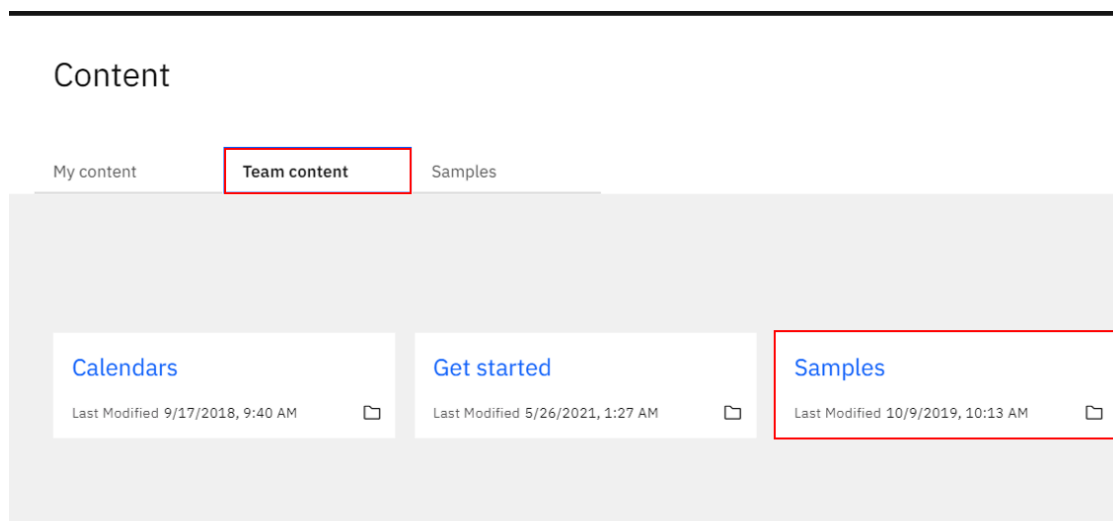 Content
My content Team content Samples
Calendars Get started Samples
Last Modified 9/17/2018, 9:40 AM Last Modified 5/26/2021, 1:27 AM Last Modified 10/9/2019, 10:13 AM